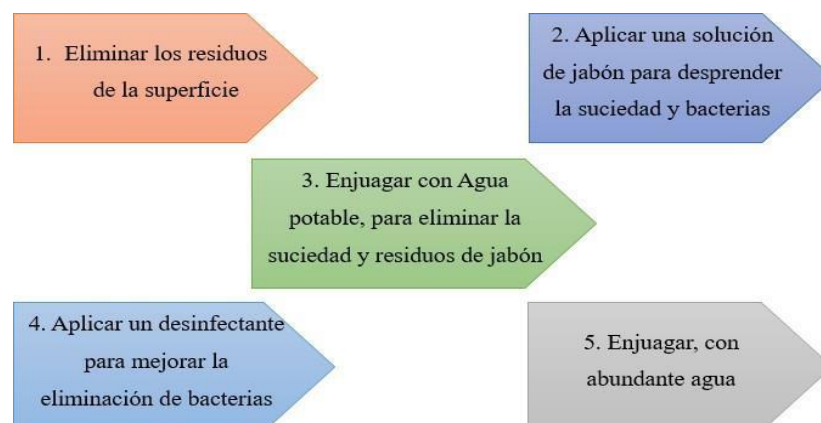 1. Eliminar los residuos
de la superficie
2. Aplicar una solución
de jabón para desprender
la suciedad y bacterias
3. Enjuagar con Agua
potable, para eliminar la
suciedad y residuos de jabón
4. Aplicar un desinfectante
para mejorar la
eliminación de bacterias
5. Enjuagar, con
abundante agua